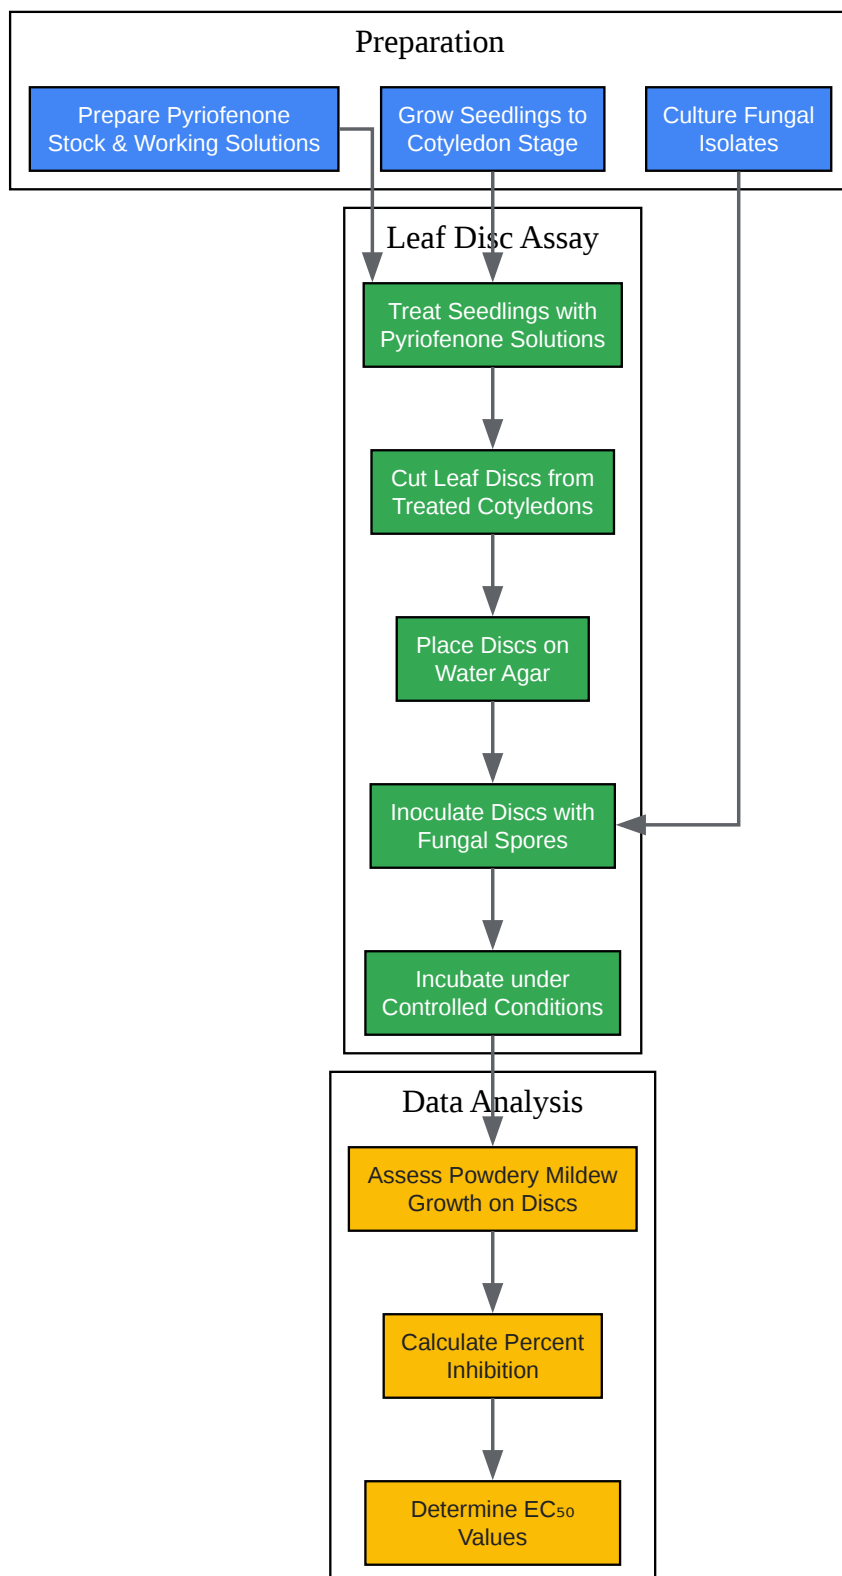 Preparation
Prepare Pyriofenone
Stock & Working Solutions
Grow Seedlings to
Cotyledon Stage
Culture Fungal
Isolates
Leaf Disc Assay
Treat Seedlings with
Pyriofenone Solutions
Cut Leaf Discs from
Treated Cotyledons
Place Discs on
Water Agar
Inoculate Discs with
Fungal Spores
Incubate under
Controlled Conditions
Data Analysis
Assess Powdery Mildew
Growth on Discs
Calculate Percent
Inhibition
Determine EC₅₀
Values